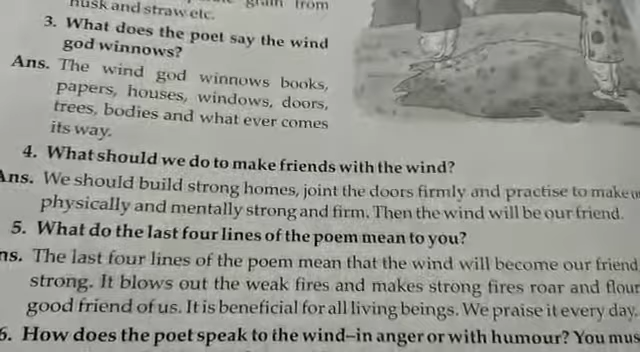 husk and straw etc.
grain from
3. What does the poet say the wind
god winnows?
Ans. The wind god winnows books,
papers, houses, windows, doors,
trees, bodies and what ever comes
its way.
4. What should we do to make friends with the wind?
Ans. We should build strong homes, joint the doors firmly and practise to make
physically and mentally strong and firm. Then the wind will be our friend.
5. What do the last four lines of the poem mean to you?
ns. The last four lines of the poem mean that the wind will become our friend
strong. It blows out the weak fires and makes strong fires roar and flour
good friend of us. It is beneficial for all living beings. We praise it every day.
6. How does the poet speak to the wind—in anger or with humour? You mus